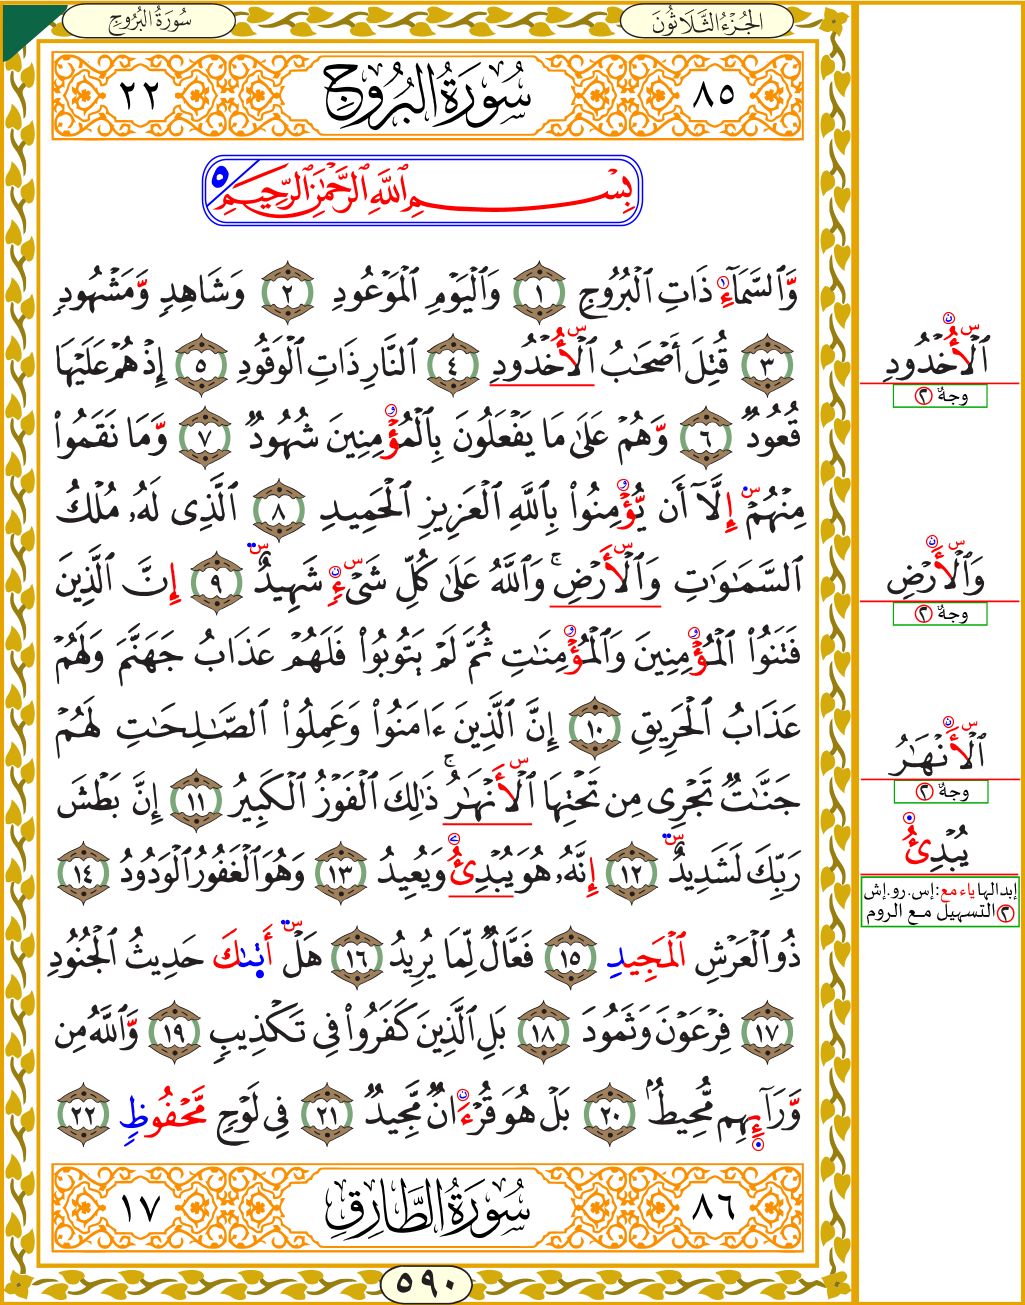 سُورَةُ البُرُوجِ الجُزْءُ الثَّلَاثُونَ
٨٥ سُورَةُ البُرُوجِ ٢٢
بِسْمِ ٱللَّهِ ٱلرَّحْمَٰنِ ٱلرَّحِيمِ ٥
وَٱلسَّمَآءِ ذَاتِ ٱلْبُرُوجِ ١ وَٱلْيَوْمِ ٱلْمَوْعُودِ ٢ وَشَاهِدٍ وَّمَشْهُودٍ
٣ قُتِلَ أَصْحَٰبُ ٱلْأُخْدُودِ ٤ ٱلنَّارِ ذَاتِ ٱلْوَقُودِ ٥ إِذْ هُمْ عَلَيْهَا
قُعُودٌ ٦ وَّهُمْ عَلَىٰ مَا يَفْعَلُونَ بِٱلْمُؤْمِنِينَ شُهُودٌ ٧ وَّمَا نَقَمُوا۟
مِنْهُمْ إِلَّآ أَن يُّؤْمِنُوا۟ بِٱللَّهِ ٱلْعَزِيزِ ٱلْحَمِيدِ ٨ ٱلَّذِى لَهُۥ مُلْكُ
ٱلسَّمَٰوَٰتِ وَٱلْأَرْضِ ۚ وَٱللَّهُ عَلَىٰ كُلِّ شَىْءٍ شَهِيدٌ ٩ إِنَّ ٱلَّذِينَ
فَتَنُوا۟ ٱلْمُؤْمِنِينَ وَٱلْمُؤْمِنَٰتِ ثُمَّ لَمْ يَتُوبُوا۟ فَلَهُمْ عَذَابُ جَهَنَّمَ وَلَهُمْ
عَذَابُ ٱلْحَرِيقِ ١٠ إِنَّ ٱلَّذِينَ ءَامَنُوا۟ وَعَمِلُوا۟ ٱلصَّٰلِحَٰتِ لَهُمْ
جَنَّٰتٌ تَجْرِى مِن تَحْتِهَا ٱلْأَنْهَٰرُ ۚ ذَٰلِكَ ٱلْفَوْزُ ٱلْكَبِيرُ ١١ إِنَّ بَطْشَ
رَبِّكَ لَشَدِيدٌ ١٢ إِنَّهُۥ هُوَ يُبْدِئُ وَيُعِيدُ ١٣ وَهُوَ ٱلْغَفُورُ ٱلْوَدُودُ ١٤
ذُو ٱلْعَرْشِ ٱلْمَجِيدِ ١٥ فَعَّالٌ لِّمَا يُرِيدُ ١٦ هَلْ أَتَىٰكَ حَدِيثُ ٱلْجُنُودِ
١٧ فِرْعَوْنَ وَثَمُودَ ١٨ بَلِ ٱلَّذِينَ كَفَرُوا۟ فِى تَكْذِيبٍ ١٩ وَّٱللَّهُ مِن
وَّرَآئِهِم مُّحِيطٌۢ ٢٠ بَلْ هُوَ قُرْءَانٌ مَّجِيدٌ ٢١ فِى لَوْحٍ مَّحْفُوظٍ ٢٢
٨٦ سُورَةُ الطَّارِقِ ١٧
٥٩٠
ٱلْأُخْدُودِ
وجهٌ ٢
وَٱلْأَرْضِ
وجهٌ ٢
ٱلْأَنْهَٰرُ
وجهٌ ٢
يُبْدِئُ
إبدالها ياء مع: إس. رو. إش
٢ التسهيل مع الروم